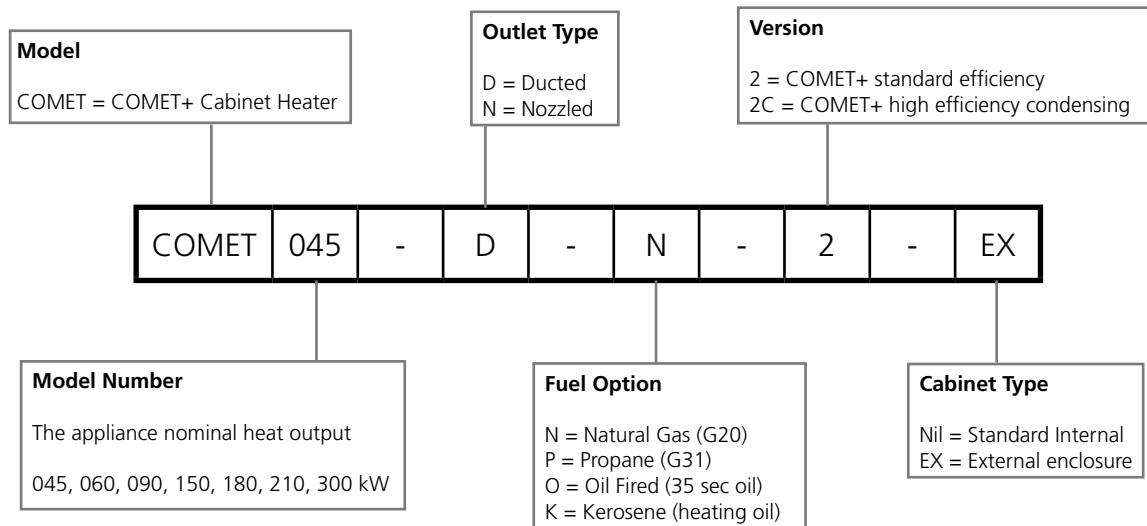 Model
COMET = COMET+ Cabinet Heater
Outlet Type
D = Ducted
N = Nozzled
Version
2 = COMET+ standard efficiency
2C = COMET+ high efficiency condensing
COMET 045 - D - N - 2 - EX
Model Number
The appliance nominal heat output
045, 060, 090, 150, 180, 210, 300 kW
Fuel Option
N = Natural Gas (G20)
P = Propane (G31)
O = Oil Fired (35 sec oil)
K = Kerosene (heating oil)
Cabinet Type
Nil = Standard Internal
EX = External enclosure